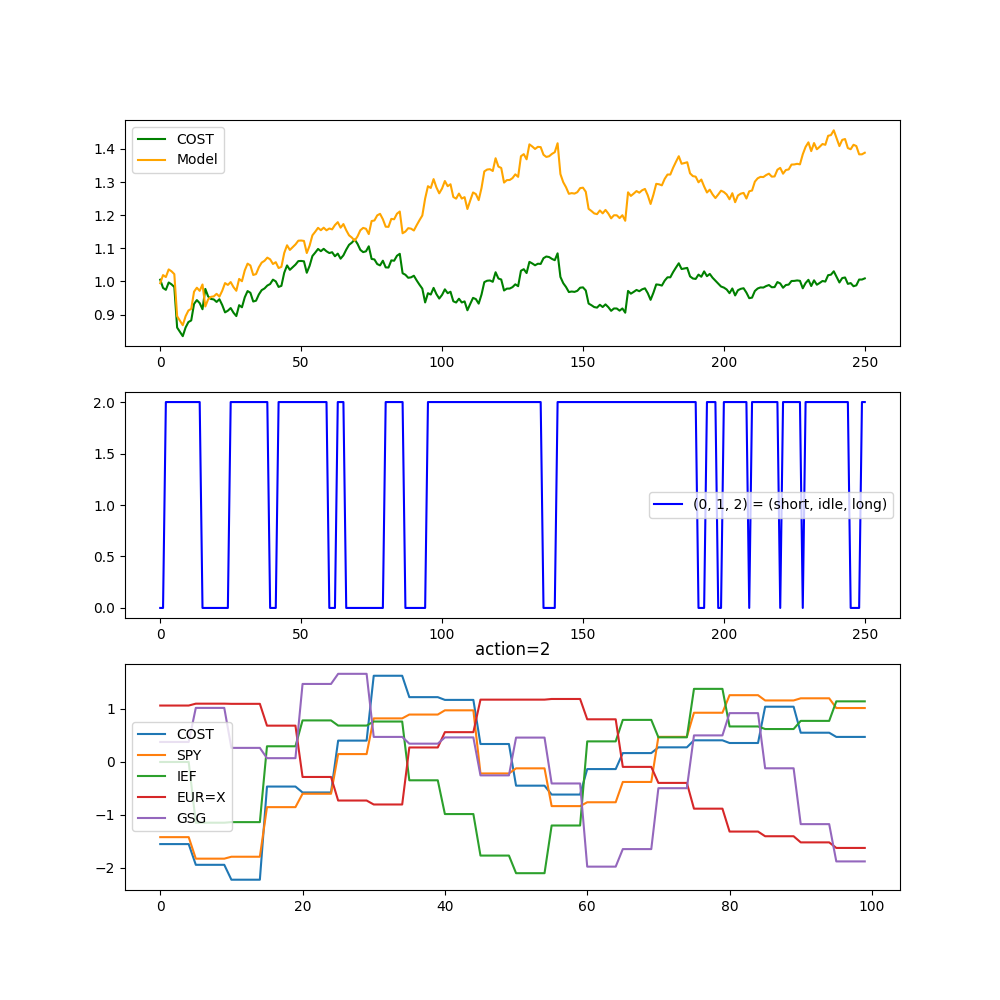 COST
Model
1.4
1.3
1.2
1.1
1.0
0.9
0 50 100 150 200 250
2.0
1.5
1.0
0.5
0.0
(0, 1, 2) = (short, idle, long)
0 50 100 150 200 250
action=2
COST
SPY
IEF
EUR=X
GSG
1
0
−1
−2
0 20 40 60 80 100